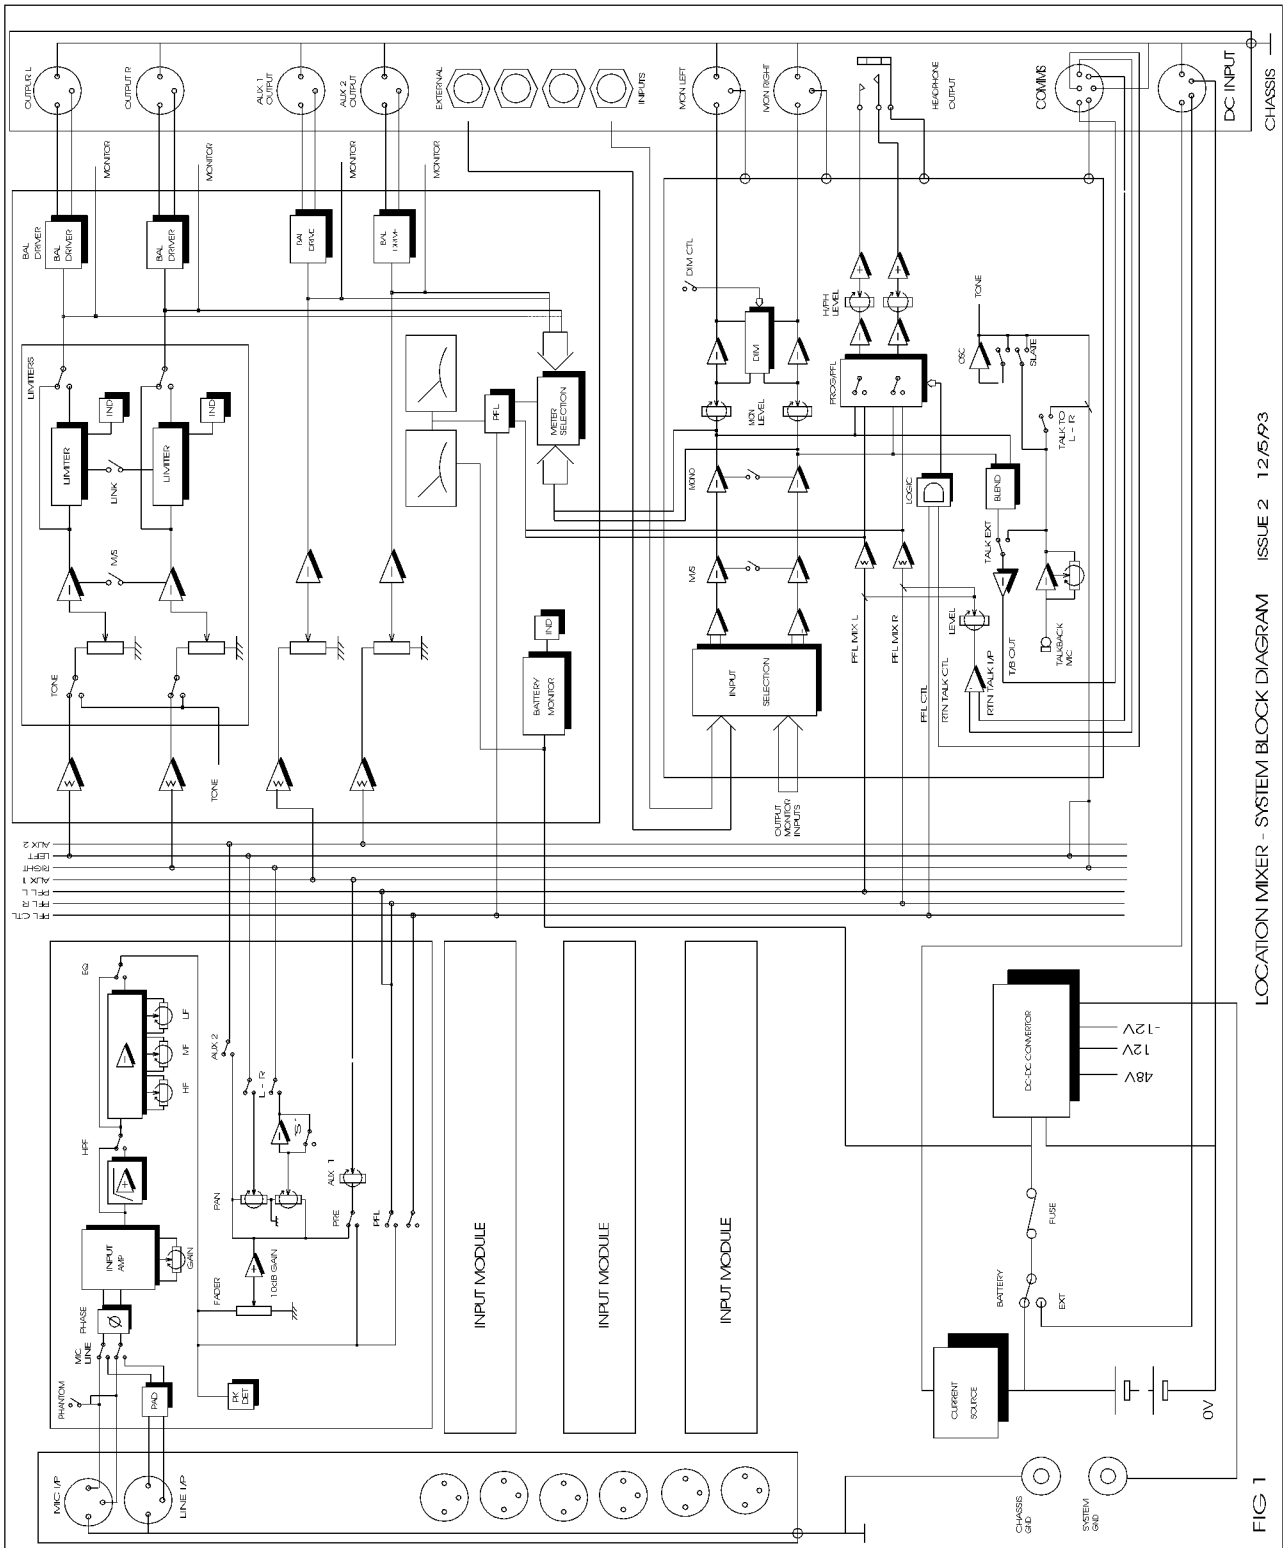 MIC I/P
LINE I/P
PHANTOM
PAD
MIC
LINE
PHASE
Ø
INPUT
AMP
GAIN
HPF
EQ
HF
MF
LF
PK
DET
FADER
10dB GAIN
PAN
AUX 2
L - R
'S'
PRE
AUX 1
PFL
INPUT MODULE
INPUT MODULE
INPUT MODULE
PFL CTL
PFL R
PFL L
AUX 1
RIGHT
LEFT
AUX 2
TONE
TONE
M/S
LINK
LIMITERS
LIMITER
IND
LIMITER
IND
BAL
DRIVER
BAL
DRIVER
BAL
DRIVER
BAL
DRIVE
BAL
DRIVE
MONITOR
MONITOR
MONITOR
MONITOR
OUTPUR L
OUTPUT R
AUX 1
OUTPUT
AUX 2
OUTPUT
EXTERNAL
INPUTS
MON LEFT
MON RIGHT
HEADPHONE
OUTPUT
COMMS
DC INPUT
CHASSIS
BATTERY
MONITOR
IND
PFL
METER
SELECTION
OUTPUT
MONITOR
INPUTS
INPUT
SELECTION
M/S
MONO
MON
LEVEL
DIM
DIM CTL
PFL MIX L
PFL MIX R
PFL CTL
RTN TALK CTL
RTN TALK I/P
LEVEL
LOGIC
PROG/PFL
H/PH
LEVEL
T/B OUT
TALK EXT
BLEND
OSC
TONE
SLATE
TALKBACK
MIC
TALK TO
L - R
CHASSIS
GND
SYSTEM
GND
CURRENT
SOURCE
BATTERY
EXT
FUSE
DC-DC CONVERTOR
48V
12V
-12V
0V
FIG 1
LOCATION MIXER - SYSTEM BLOCK DIAGRAM ISSUE 2 12/5/93